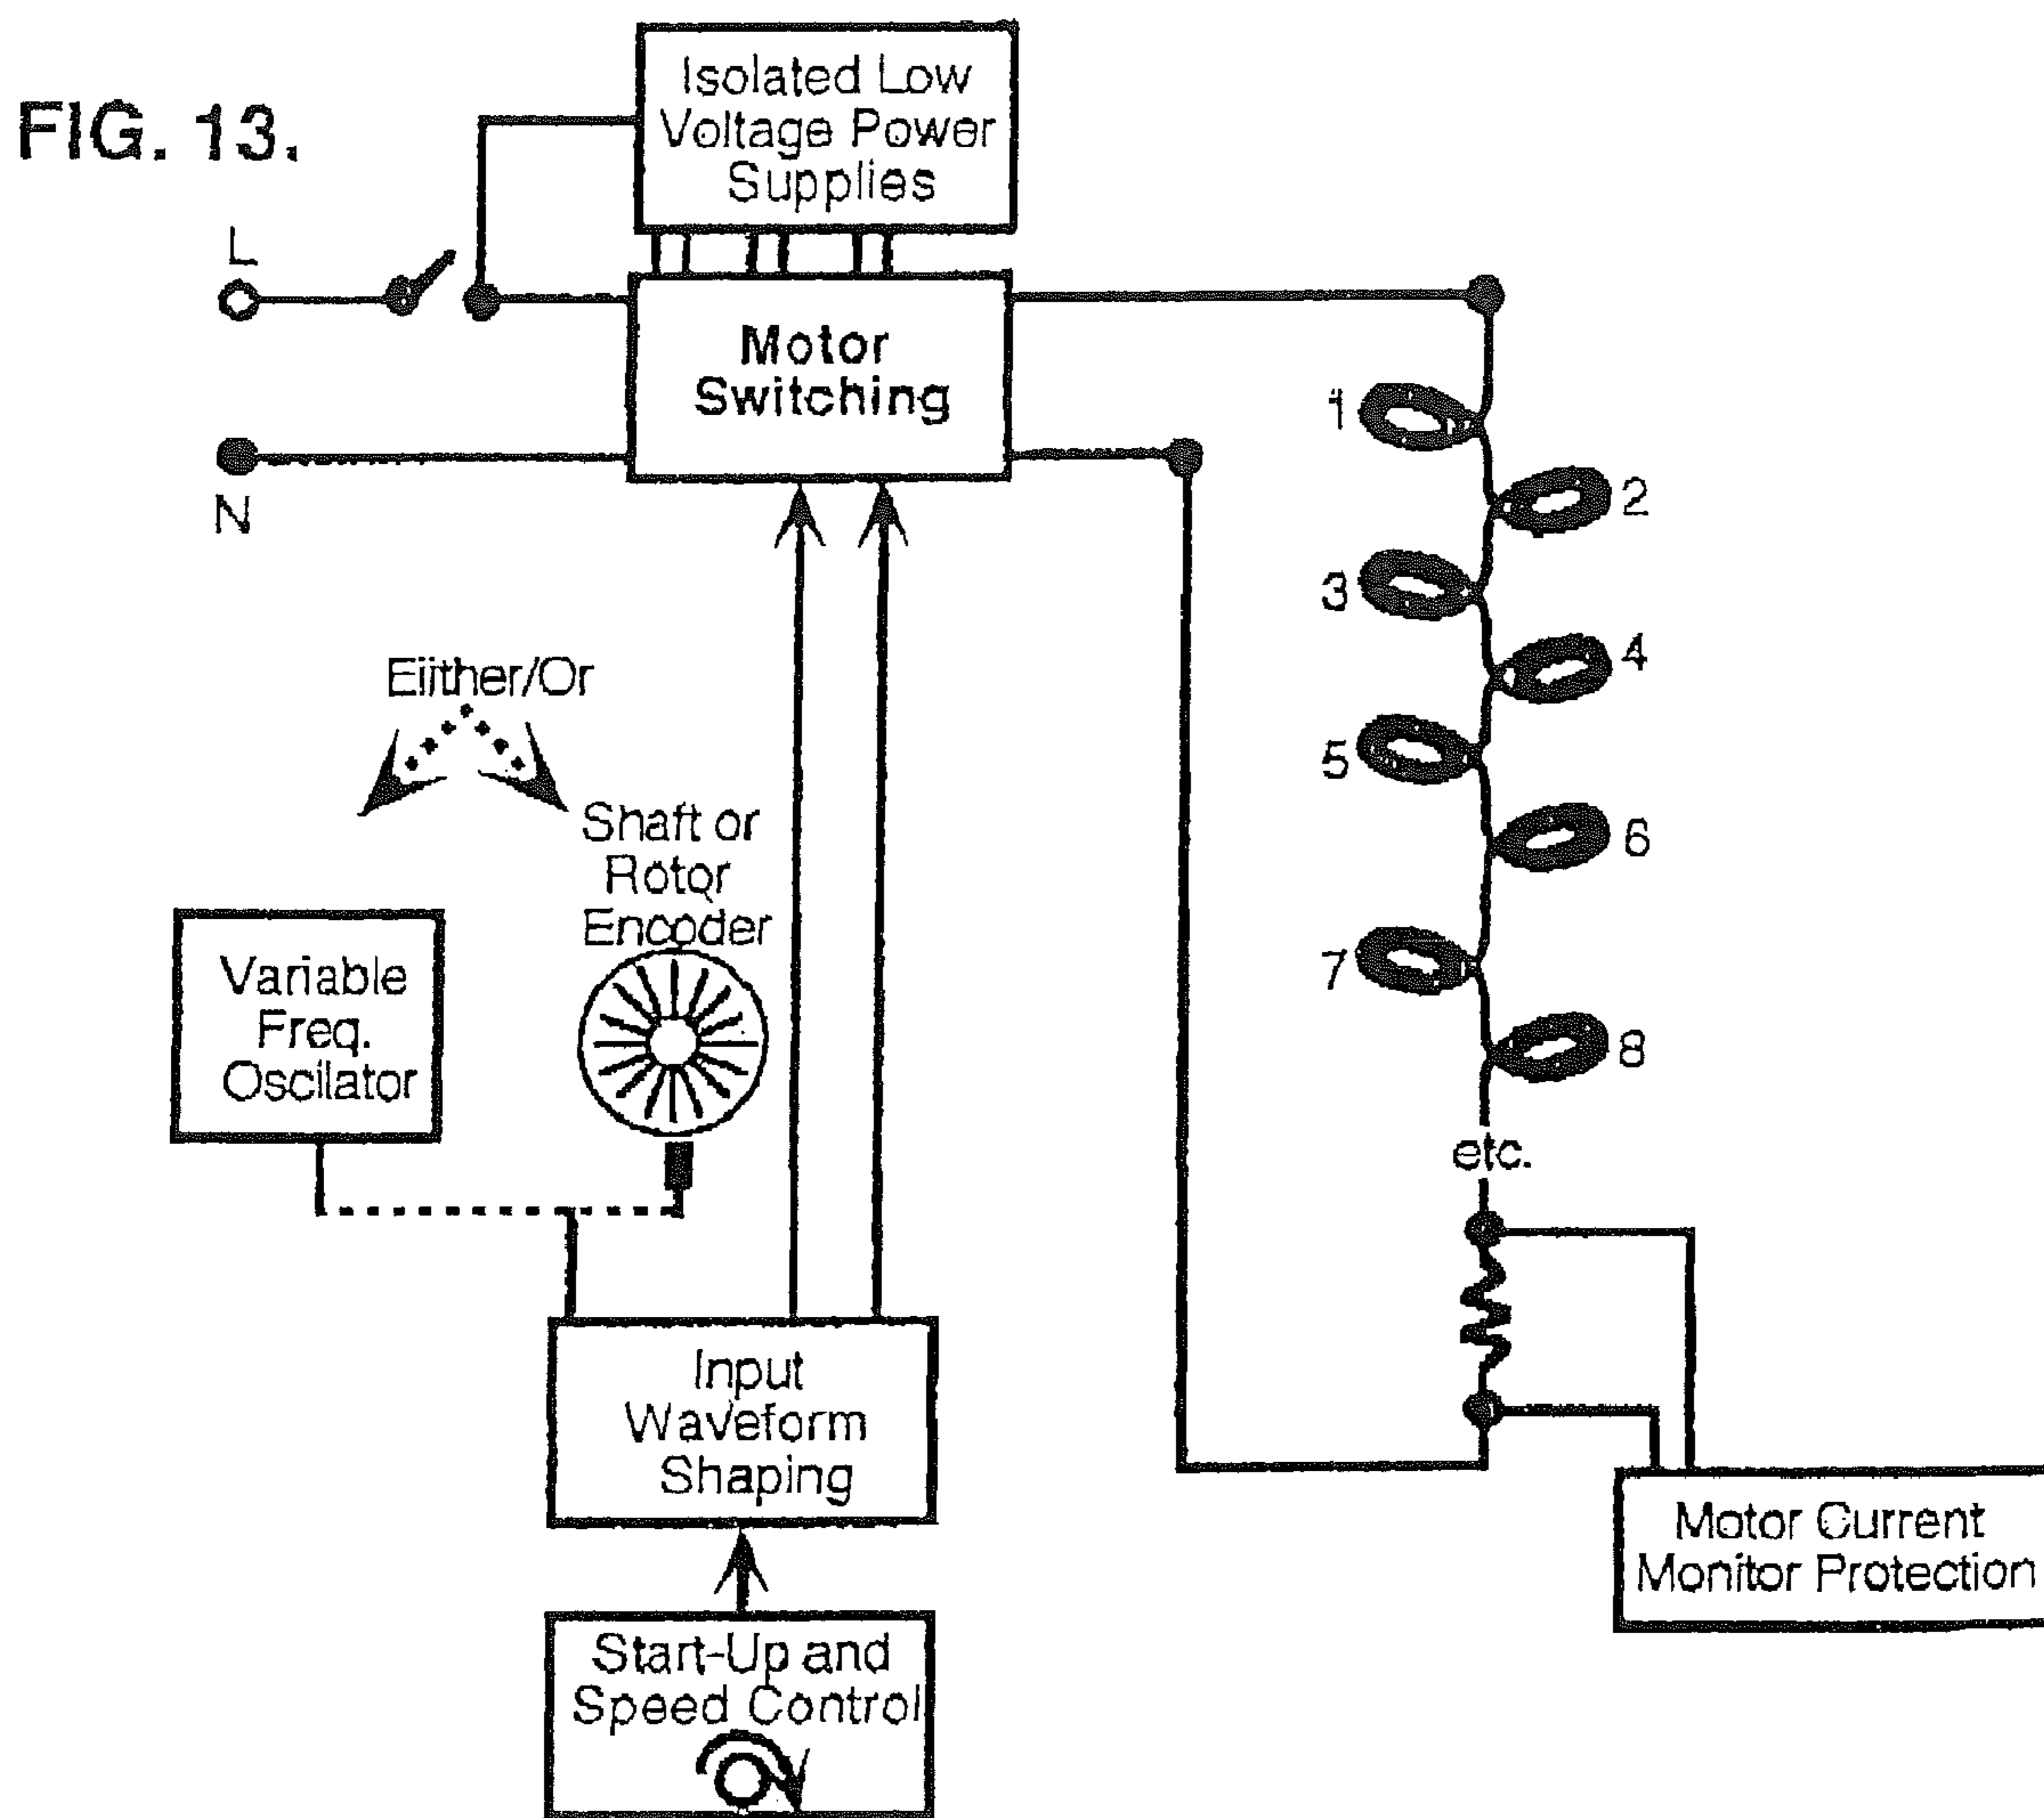 FIG. 13.
Isolated Low
Voltage Power
Supplies
L
Motor
Switching
N
1
2
3
4
5
6
7
8
etc.
Eiither/Or
Shaft or
Rotor
Encoder
Variable
Freq.
Oscilator
Input
Waveform
Shaping
Motor Current
Monitor Protection
Start-Up and
Speed Control